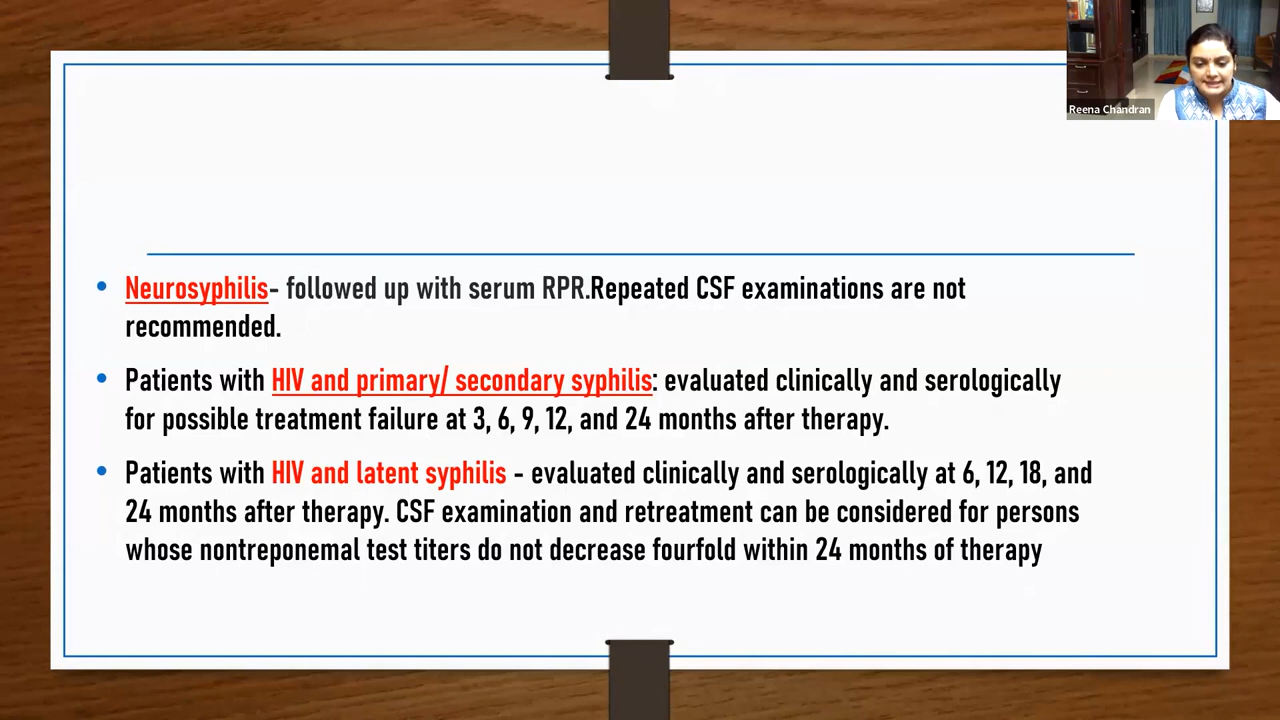 Reena Chandran
Neurosyphilis- followed up with serum RPR.Repeated CSF examinations are not
recommended.
Patients with HIV and primary/ secondary syphilis: evaluated clinically and serologically
for possible treatment failure at 3, 6, 9, 12, and 24 months after therapy.
Patients with HIV and latent syphilis - evaluated clinically and serologically at 6, 12, 18, and
24 months after therapy. CSF examination and retreatment can be considered for persons
whose nontreponemal test titers do not decrease fourfold within 24 months of therapy